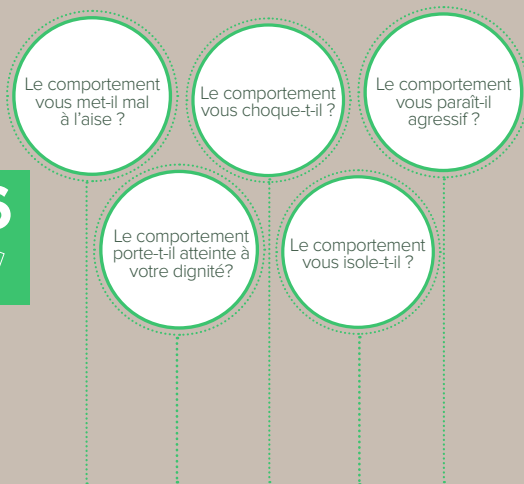 Le comportement
vous met-il mal
à l'aise ?
Le comportement
vous choque-t-il ?
Le comportement
vous paraît-il
agressif ?
S
Le comportement
porte-t-il atteinte à
votre dignité?
Le comportement
vous isole-t-il ?